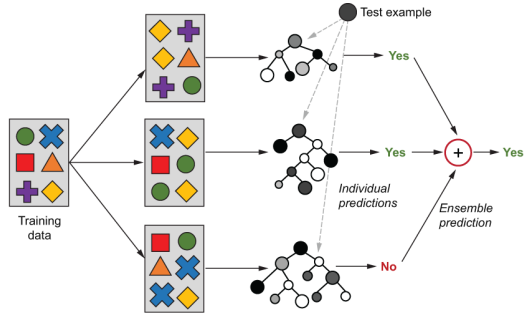 Test example
Yes
Yes
+
Yes
Individual
predictions
Ensemble
prediction
No
Training
data